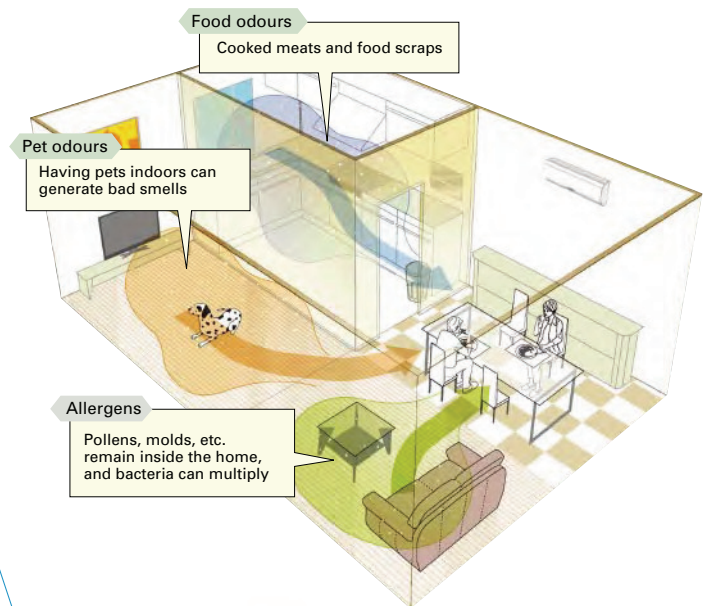 Food odours
Cooked meats and food scraps
Pet odours
Having pets indoors can
generate bad smells
Allergens
Pollens, molds, etc.
remain inside the home,
and bacteria can multiply